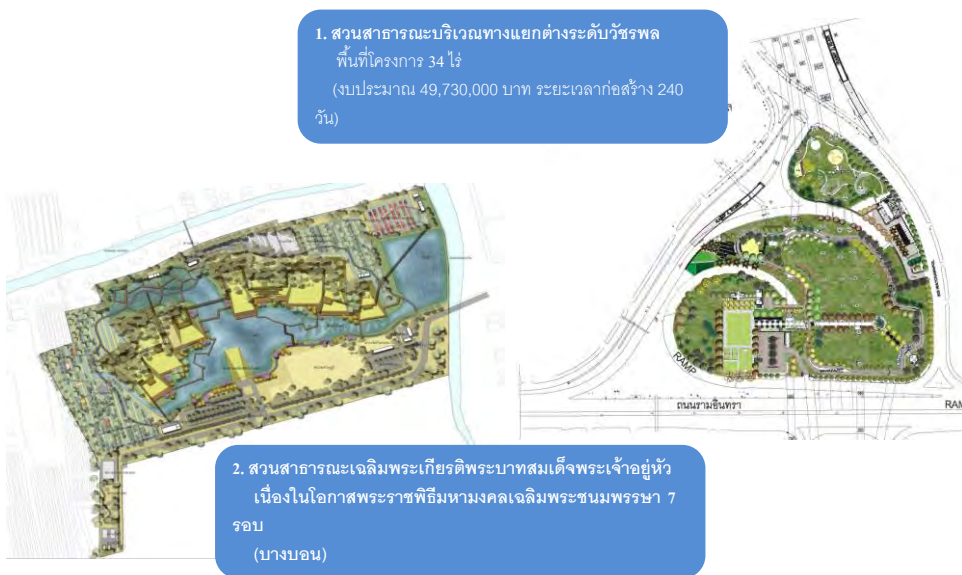 1. สวนสาธารณะบริเวณทางแยกต่างระดับวัชรพล
พื้นที่โครงการ 34 ไร่
(งบประมาณ 49,730,000 บาท ระยะเวลาก่อสร้าง 240
วัน)
RAMP
ถนนรามอินทรา
RAM
2. สวนสาธารณะเฉลิมพระเกียรติพระบาทสมเด็จพระเจ้าอยู่หัว
เนื่องในโอกาสพระราชพิธีมหามงคลเฉลิมพระชนมพรรษา 7
รอบ
(บางบอน)